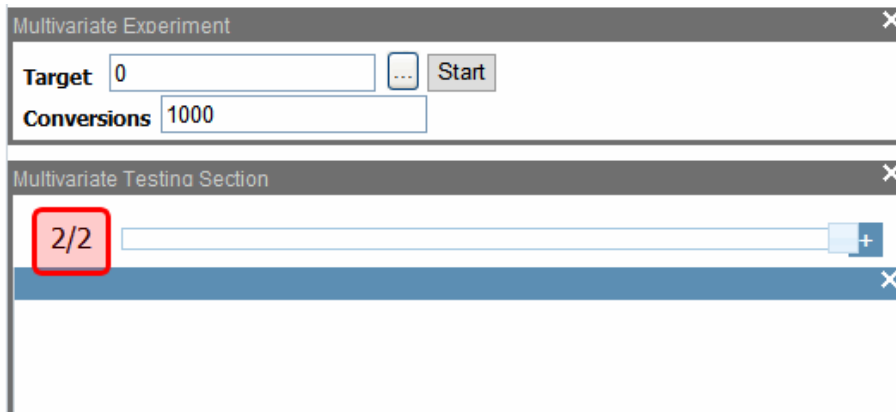 Multivariate Experiment
Target 0 ... Start
Conversions 1000
Multivariate Testing Section
2/2 +